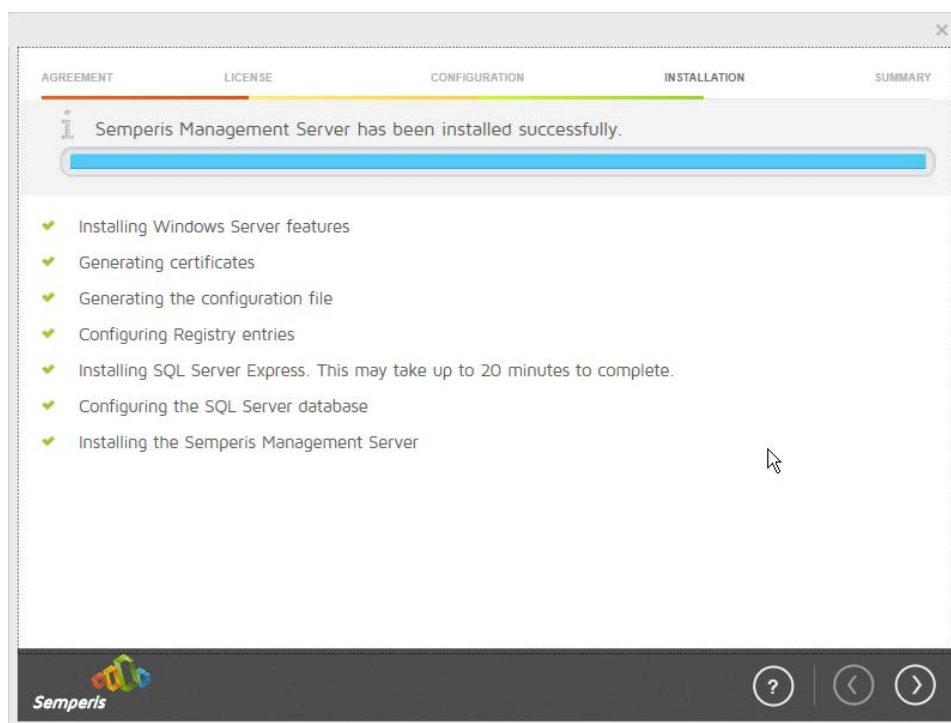 AGREEMENT LICENSE CONFIGURATION INSTALLATION SUMMARY
Semperis Management Server has been installed successfully.
Installing Windows Server features
Generating certificates
Generating the configuration file
Configuring Registry entries
Installing SQL Server Express. This may take up to 20 minutes to complete.
Configuring the SQL Server database
Installing the Semperis Management Server
Semperis
?